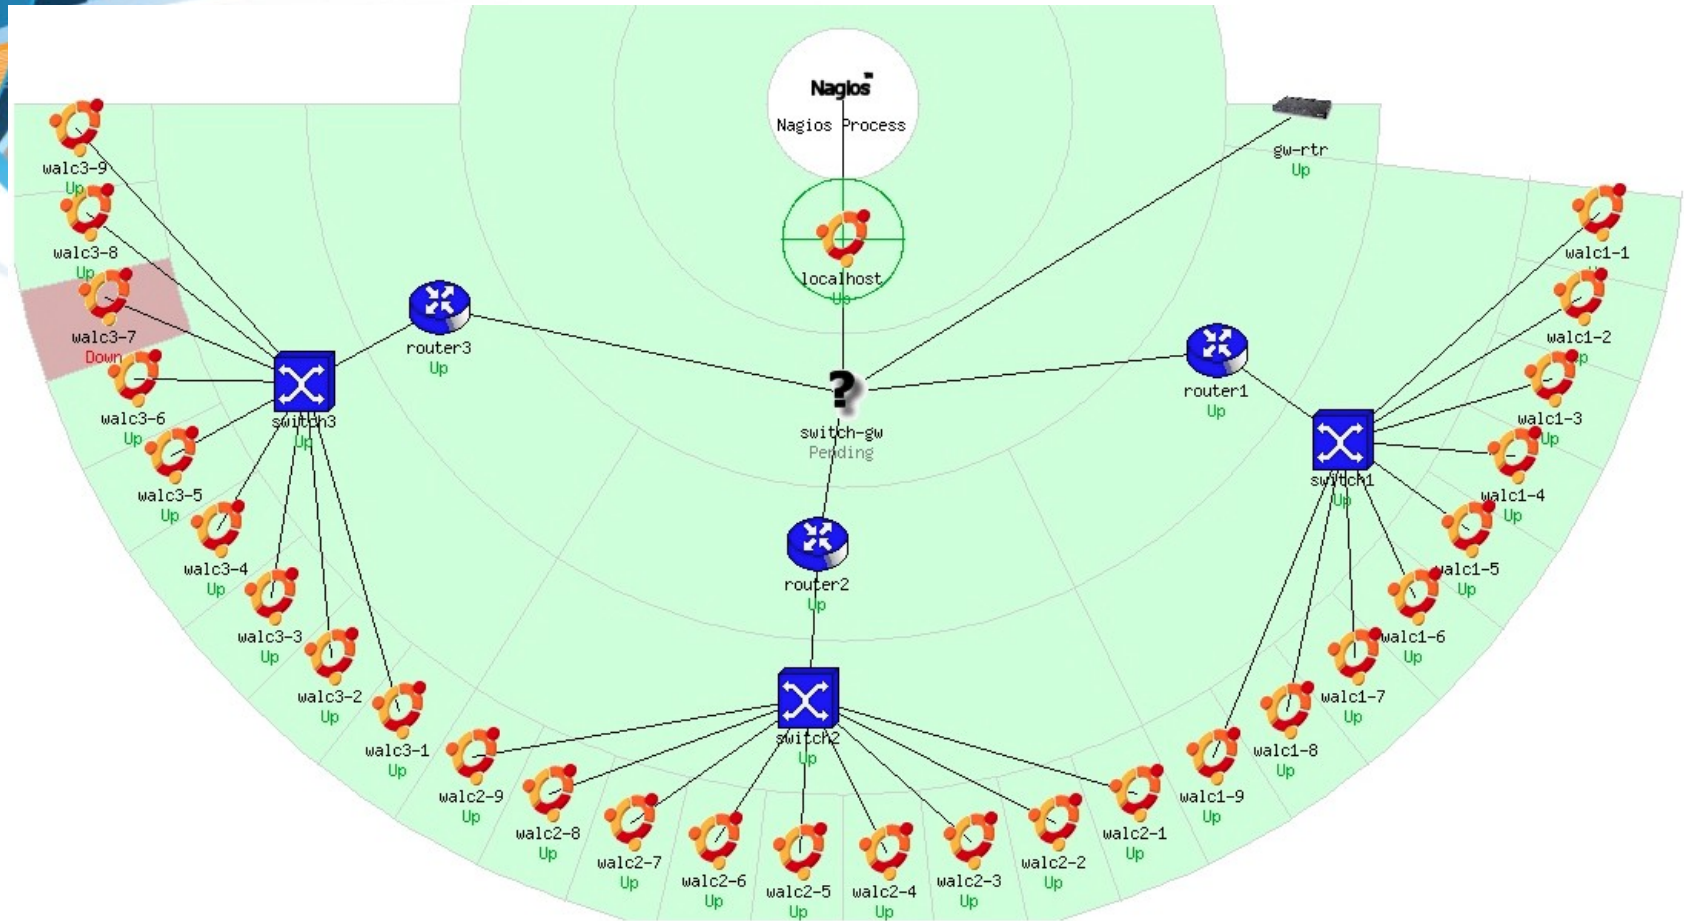 Nagios™
Nagios Process
localhost
Up
gw-rtr
Up
switch-gw
Pending
router3
Up
router1
Up
router2
Up
switch3
Up
switch1
Up
switch2
Up
walc3-9
Up
walc3-8
Up
walc3-7
Down
walc3-6
Up
walc3-5
Up
walc3-4
Up
walc3-3
Up
walc3-2
Up
walc3-1
Up
walc2-9
Up
walc2-8
Up
walc2-7
Up
walc2-6
Up
walc2-5
Up
walc2-4
Up
walc2-3
Up
walc2-2
Up
walc2-1
Up
walc1-9
Up
walc1-8
Up
walc1-7
Up
walc1-6
Up
walc1-5
walc1-4
Up
walc1-3
Up
walc1-2
Up
walc1-1